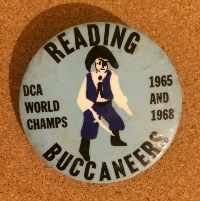 READING
DCA
WORLD
CHAMPS
1965
AND
1968
BUCCANEERS